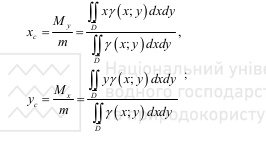 x_c = \frac{M_y}{m} = \frac{\iint\limits_D x\gamma(x; y)dxdy}{\iint\limits_D \gamma(x; y)dxdy},
Національний уніве
y_c = \frac{M_x}{m} = \frac{\iint\limits_D y\gamma(x; y)dxdy}{\iint\limits_D \gamma(x; y)dxdy};
водного господарс